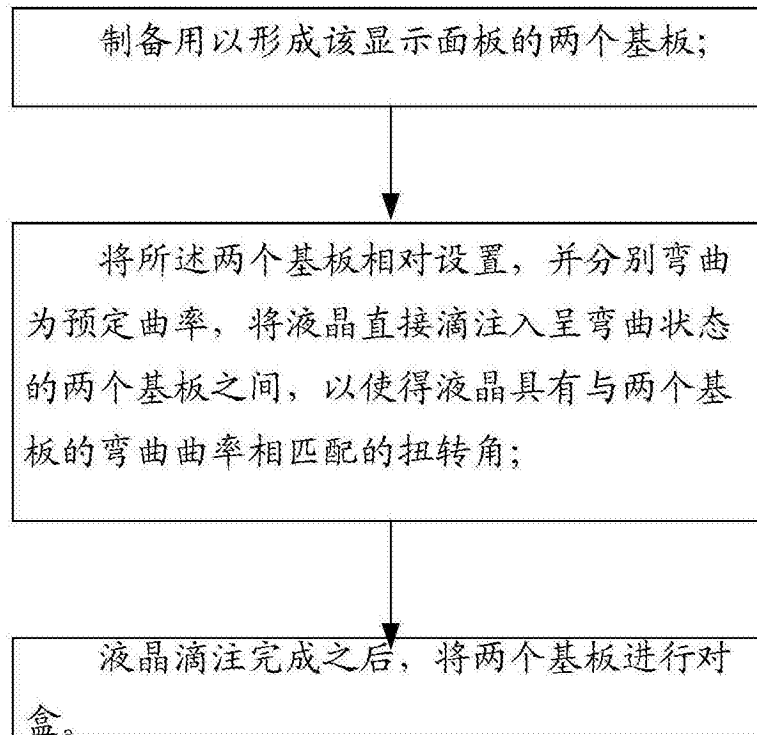 制备用以形成该显示面板的两个基板；
将所述两个基板相对设置，并分别弯曲
为预定曲率，将液晶直接滴注入呈弯曲状态
的两个基板之间，以使得液晶具有与两个基
板的弯曲曲率相匹配的扭转角；
液晶滴注完成之后，将两个基板进行对
盒。